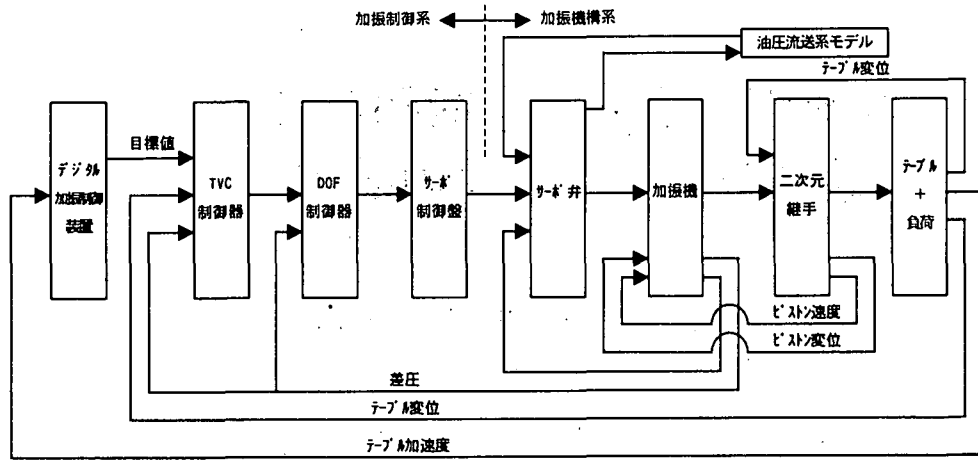 加振制御系
加振機構系
油圧流送系モデル
テーブル変位
目標値
デジタル
加振制御
装置
TVC
制御器
DOF
制御器
サーボ
制御盤
サーボ弁
加振機
二次元
継手
テーブル
+
負荷
ピストン速度
ピストン変位
差圧
テーブル変位
テーブル加速度